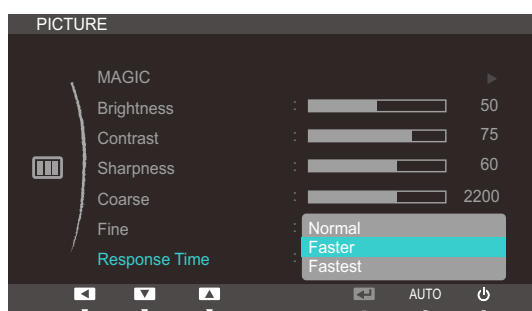 PICTURE
MAGIC
Brightness : 50
Contrast : 75
Sharpness : 60
Coarse : 2200
Fine : Normal
Faster
Response Time : Fastest
AUTO